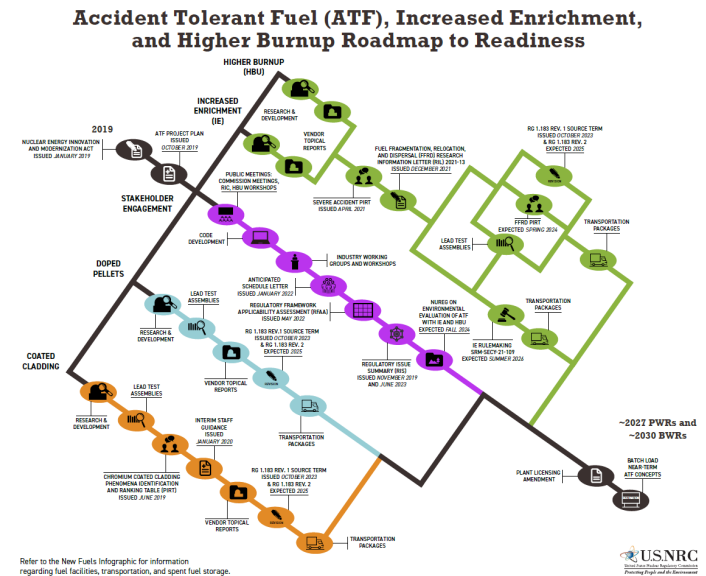 Accident Tolerant Fuel (ATF), Increased Enrichment,
and Higher Burnup Roadmap to Readiness
HIGHER BURNUP
(HBU)
INCREASED
ENRICHMENT
(IE)
RESEARCH &
DEVELOPMENT
VENDOR
TOPICAL
REPORTS
2019
NUCLEAR ENERGY INNOVATION
AND MODERNIZATION ACT
ISSUED JANUARY 2019
ATF PROJECT PLAN
ISSUED
OCTOBER 2019
FUEL FRAGMENTATION, RELOCATION,
AND DISPERSAL (FFRD) RESEARCH
INFORMATION LETTER (RIL) 2021-13
ISSUED DECEMBER 2021
RG 1.183 REV. 1 SOURCE TERM
ISSUED OCTOBER 2023
& RG 1.183 REV. 2
EXPECTED 2025
REVISION
PUBLIC MEETINGS:
COMMISSION MEETINGS,
RIC, HBU WORKSHOPS
SEVERE ACCIDENT PIRT
ISSUED APRIL 2021
STAKEHOLDER
ENGAGEMENT
FFRD PIRT
EXPECTED SPRING 2024
TRANSPORTATION
PACKAGES
CODE
DEVELOPMENT
LEAD TEST
ASSEMBLIES
INDUSTRY WORKING
GROUPS AND WORKSHOPS
DOPED
PELLETS
ANTICIPATED
SCHEDULE LETTER
ISSUED JANUARY 2022
LEAD TEST
ASSEMBLIES
REGULATORY FRAMEWORK
APPLICABILITY ASSESSMENT (RFAA)
ISSUED MAY 2022
NUREG ON
ENVIRONMENTAL
EVALUATION OF ATF
WITH IE AND HBU
EXPECTED FALL 2024
TRANSPORTATION
PACKAGES
RESEARCH &
DEVELOPMENT
RG 1.183 REV.1 SOURCE TERM
ISSUED OCTOBER 2023
& RG 1.183 REV. 2
EXPECTED 2025
REVISION
IE RULEMAKING
SRM-SECY-21-109
EXPECTED SUMMER 2026
COATED
CLADDING
REGULATORY ISSUE
SUMMARY (RIS)
ISSUED NOVEMBER 2019
AND JUNE 2023
VENDOR TOPICAL
REPORTS
LEAD TEST
ASSEMBLIES
RESEARCH &
DEVELOPMENT
INTERIM STAFF
GUIDANCE
ISSUED
JANUARY 2020
TRANSPORTATION
PACKAGES
~2027 PWRs and
~2030 BWRs
CHROMIUM COATED CLADDING
PHENOMENA IDENTIFICATION
AND RANKING TABLE (PIRT)
ISSUED JUNE 2019
RG 1.183 REV. 1 SOURCE TERM
ISSUED OCTOBER 2023
& RG 1.183 REV. 2
EXPECTED 2025
REVISION
PLANT LICENSING
AMENDMENT
BATCH LOAD
NEAR-TERM
ATF CONCEPTS
VENDOR TOPICAL
REPORTS
TRANSPORTATION
PACKAGES
Refer to the New Fuels Infographic for information
regarding fuel facilities, transportation, and spent fuel storage.
U.S.NRC
United States Nuclear Regulatory Commission
Protecting People and the Environment